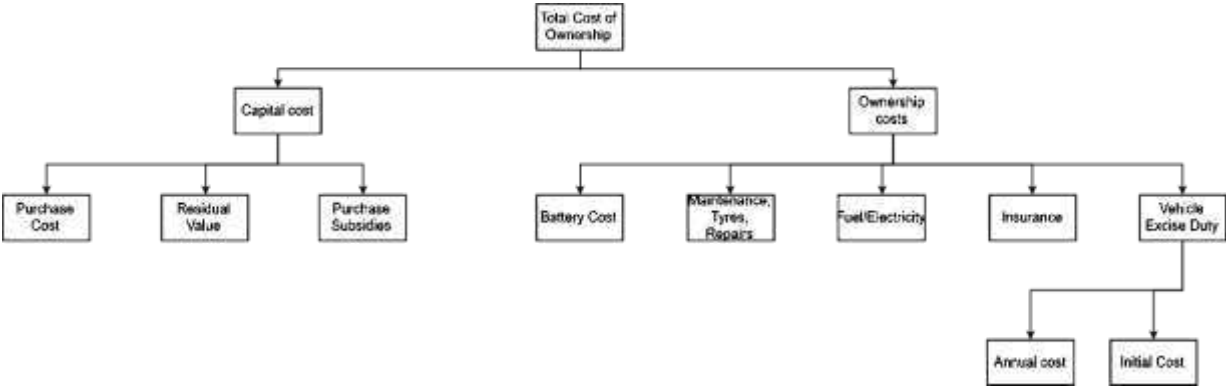 Total Cost of
Ownership
Capital cost
Ownership
costs
Purchase
Cost
Residual
Value
Purchase
Subsidies
Battery Cost
Maintenance,
Tyres,
Repairs
Fuel/Electricity
Insurance
Vehicle
Excise Duty
Annual cost
Initial Cost